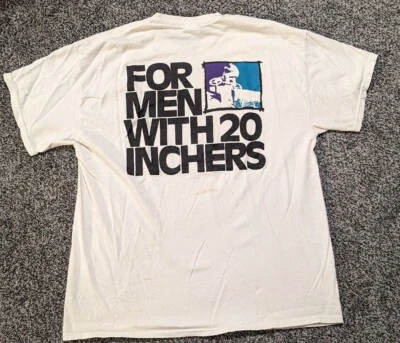 FOR
MEN
WITH 20
INCHERS